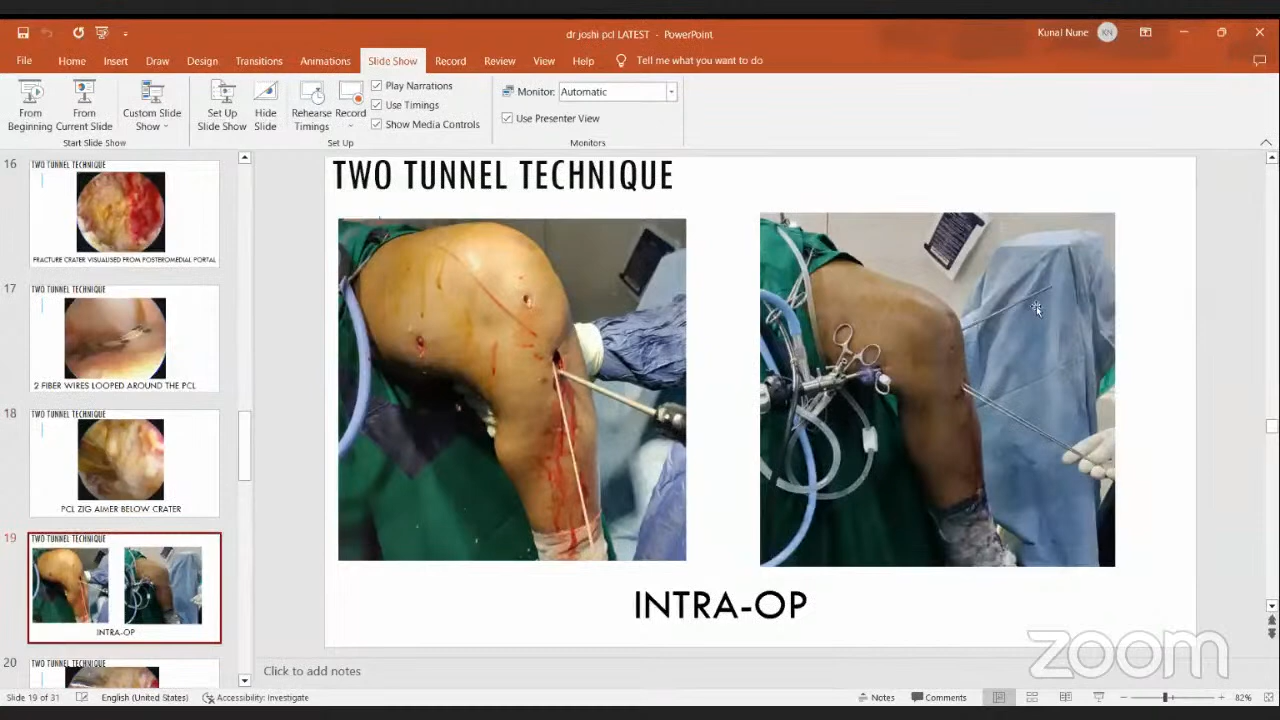 dr joshi pcl LATEST - PowerPoint
Kunal Nune
KN
File
Home
Insert
Draw
Design
Transitions
Animations
Slide Show
Record
Review
View
Help
Tell me what you want to do
From Beginning
From Current Slide
Custom Slide Show
Set Up Slide Show
Hide Slide
Rehearse Timings
Record
Play Narrations
Use Timings
Show Media Controls
Monitor:
Automatic
Use Presenter View
Start Slide Show
Set Up
Monitors
16
TWO TUNNEL TECHNIQUE
FRACTURE CRATER VISUALISED FROM POSTEROMEDIAL PORTAL
17
TWO TUNNEL TECHNIQUE
2 FIBER WIRES LOOPED AROUND THE PCL
18
TWO TUNNEL TECHNIQUE
PCL ZIG AIMER BELOW CRATER
19
TWO TUNNEL TECHNIQUE
INTRA-OP
20
TWO TUNNEL TECHNIQUE
TWO TUNNEL TECHNIQUE
INTRA-OP
zoom
Click to add notes
Slide 19 of 31
English (United States)
Accessibility: Investigate
Notes
Comments
82%